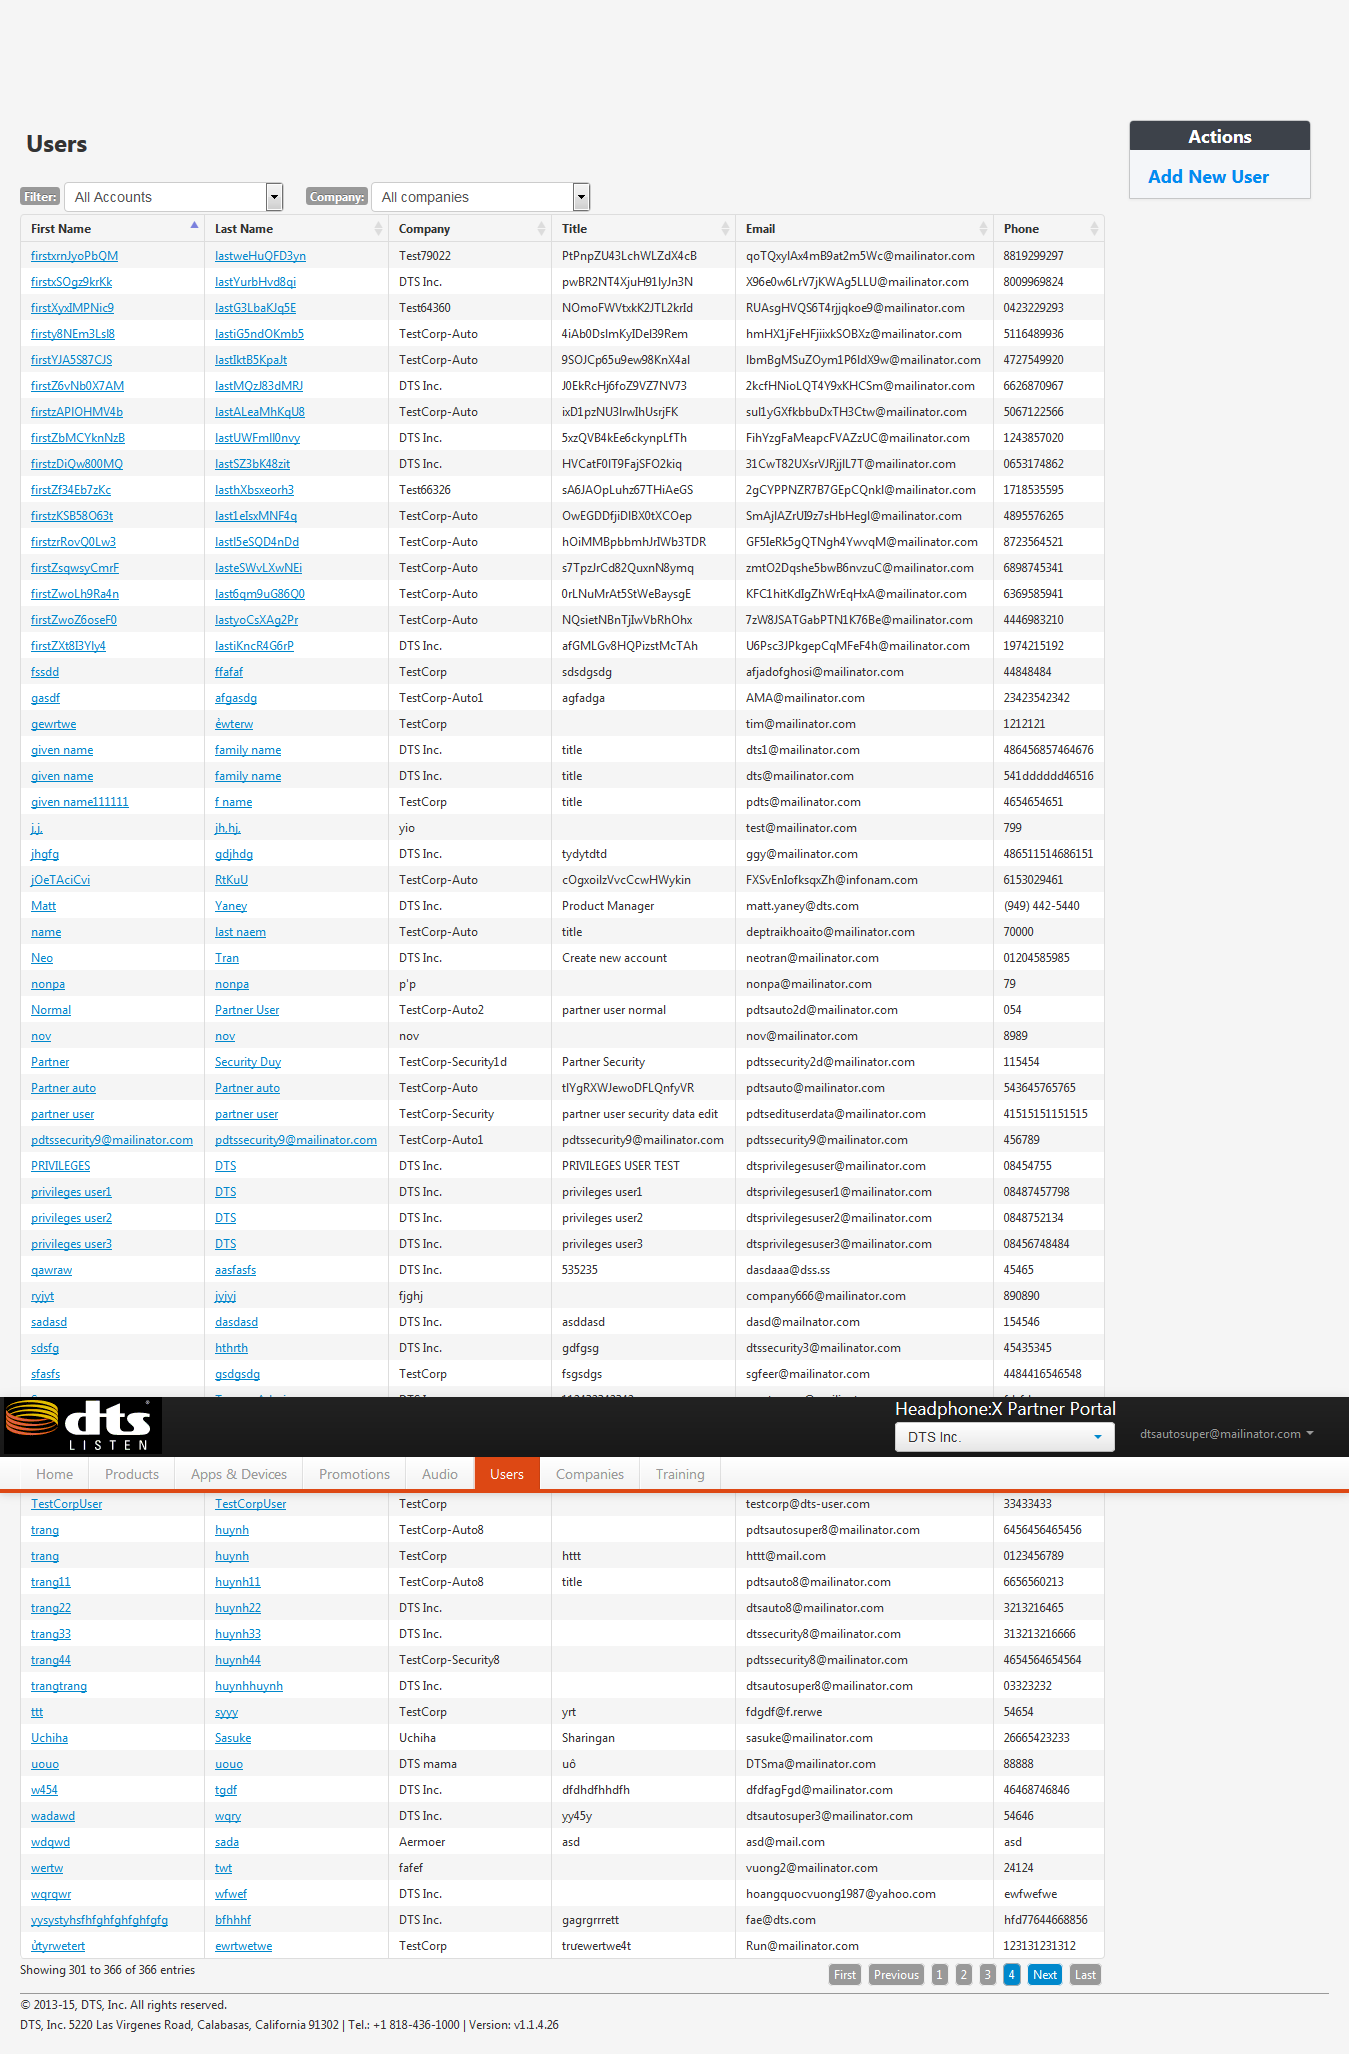 Users
Actions
Add New User
Filter: All Accounts Company: All companies
First Name Last Name Company Title Email Phone
firstxrnJyoPbQM lastweHuQFD3yn Test79022 PtPnpZU43LchWLZdX4cB qoTQxylAx4mB9at2m5Wc@mailinator.com 8819299297
firstxSOgz9krKk lastYurbHvd8qi DTS Inc. pwBR2NT4XjuH91lyJn3N X96e0w6LrV7jKWAg5LLU@mailinator.com 8009969824
firstXyxIMPNic9 lastG3LbaKJq5E Test64360 NOmoFWVtxkK2JTL2krId RUAsgHVQS6T4rjjqkoe9@mailinator.com 0423229293
firsty8NEm3LsI8 lastiG5ndOKmb5 TestCorp-Auto 4iAb0DslmKyIDel39Rem hmHX1jFeHFjiixkSOBXz@mailinator.com 5116489936
firstYJA5S87CJS lastIktB5KpaJt TestCorp-Auto 9SOJCp65u9ew98KnX4al lbmBgMSuZOym1P6ldX9w@mailinator.com 4727549920
firstZ6vNb0X7AM lastMQzJ83dMRJ DTS Inc. J0EkRcHj6foZ9VZ7NV73 2kcfHNioLQT4Y9xKHCSm@mailinator.com 6626870967
firstzAPlOHMV4b lastALeaMhKqU8 TestCorp-Auto ixD1pzNU3lrwIhUsrjFK sul1yGXfkbbuDxTH3Ctw@mailinator.com 5067122566
firstZbMCYknNzB lastUWFmIl0nvy DTS Inc. 5xzQVB4kEe6ckynpLfTh FihYzgFaMeapcFVAZzUC@mailinator.com 1243857020
firstzDiQw800MQ lastSZ3bK48zit DTS Inc. HVCatF0lT9FajSFO2kiq 31CwT82UXsrVJRjjlL7T@mailinator.com 0653174862
firstZf34Eb7zKc lasthXbsxeorh3 Test66326 sA6JAOpLuhz67THiAeGS 2gCYPPNZR7B7GEpCQnkl@mailinator.com 1718535595
firstzKSB58O63t last1eIsxMNF4q TestCorp-Auto OwEGDDfjiDlBX0tXCOep SmAjlAZrUI9z7sHbHegl@mailinator.com 4895576265
firstzrRovQ0Lw3 lastl5eSQD4nDd TestCorp-Auto hOiMMBpbbmhJrIWb3TDR GF5IeRk5gQTNgh4YwvqM@mailinator.com 8723564521
firstZsqwsyCmrF lasteSWvLXwNEi TestCorp-Auto s7TpzJrCd82QuxnN8ymq zmtO2Dqshe5bwB6nvzuC@mailinator.com 6898745341
firstZwoLh9Ra4n last6qm9uG86Q0 TestCorp-Auto 0rLNuMrAt5StWeBaysgE KFC1hitKdIgZhWrEqHxA@mailinator.com 6369585941
firstZwoZ6oseF0 lastyoCsXAg2Pr TestCorp-Auto NQsietNBnTjIwVbRhOhx 7zW8JSATGabPTN1K76Be@mailinator.com 4446983210
firstZXt8I3Yly4 lastiKncR4G6rP DTS Inc. afGMLGv8HQPizstMcTAh U6Psc3JPkgepCqMFeF4h@mailinator.com 1974215192
fssdd ffafaf TestCorp sdsdgsdg afjadofghosi@mailinator.com 44848484
gasdf afgasdg TestCorp-Auto1 agfadga AMA@mailinator.com 23423542342
gewrtwe ẻwterw TestCorp tim@mailinator.com 1212121
given name family name DTS Inc. title dts1@mailinator.com 486456857464676
given name family name DTS Inc. title dts@mailinator.com 541dddddd46516
given name111111 f name TestCorp title pdts@mailinator.com 4654654651
j,j, jh,hj, yio test@mailinator.com 799
jhgfg gdjhdg DTS Inc. tydytdtd ggy@mailinator.com 486511514686151
jOeTAciCvi RtKuU TestCorp-Auto cOgxoilzVvcCcwHWykin FXSvEnIofksqxZh@infonam.com 6153029461
Matt Yaney DTS Inc. Product Manager matt.yaney@dts.com (949) 442-5440
name last naem TestCorp-Auto title deptraikhoaito@mailinator.com 70000
Neo Tran DTS Inc. Create new account neotran@mailinator.com 01204585985
nonpa nonpa p'p nonpa@mailinator.com 79
Normal Partner User TestCorp-Auto2 partner user normal pdtsauto2d@mailinator.com 054
nov nov nov nov@mailinator.com 8989
Partner Security Duy TestCorp-Security1d Partner Security pdtssecurity2d@mailinator.com 115454
Partner auto Partner auto TestCorp-Auto tlYgRXWJewoDFLQnfyVR pdtsauto@mailinator.com 543645765765
partner user partner user TestCorp-Security partner user security data edit pdtsedituserdata@mailinator.com 41515151151515
pdtssecurity9@mailinator.com pdtssecurity9@mailinator.com TestCorp-Auto1 pdtssecurity9@mailinator.com pdtssecurity9@mailinator.com 456789
PRIVILEGES DTS DTS Inc. PRIVILEGES USER TEST dtsprivilegesuser@mailinator.com 08454755
privileges user1 DTS DTS Inc. privileges user1 dtsprivilegesuser1@mailinator.com 08487457798
privileges user2 DTS DTS Inc. privileges user2 dtsprivilegesuser2@mailinator.com 0848752134
privileges user3 DTS DTS Inc. privileges user3 dtsprivilegesuser3@mailinator.com 08456748484
qawraw aasfasfs DTS Inc. 535235 dasdaaa@dss.ss 45465
ryjyt jyjyj fjghj company666@mailinator.com 890890
sadasd dasdasd DTS Inc. asddasd dasd@mailnator.com 154546
sdsfg hthrth DTS Inc. gdfgsg dtssecurity3@mailinator.com 45435345
sfasfs gsdgsdg TestCorp fsgsdgs sgfeer@mailinator.com 4484416546548
dts LISTEN
Headphone:X Partner Portal
DTS Inc. dtsautosuper@mailinator.com
Home Products Apps & Devices Promotions Audio Users Companies Training
TestCorpUser TestCorpUser TestCorp testcorp@dts-user.com 33433433
trang huynh TestCorp-Auto8 pdtsautosuper8@mailinator.com 6456456465456
trang huynh TestCorp httt httt@mail.com 0123456789
trang11 huynh11 TestCorp-Auto8 title pdtsauto8@mailinator.com 6656560213
trang22 huynh22 DTS Inc. dtsauto8@mailinator.com 3213216465
trang33 huynh33 DTS Inc. dtssecurity8@mailinator.com 313213216666
trang44 huynh44 TestCorp-Security8 pdtssecurity8@mailinator.com 4654564654564
trangtrang huynhhuynh DTS Inc. dtsautosuper8@mailinator.com 03323232
ttt syyy TestCorp yrt fdgdf@f.rerwe 54654
Uchiha Sasuke Uchiha Sharingan sasuke@mailinator.com 26665423233
uouo uouo DTS mama uô DTSma@mailinator.com 88888
w454 tgdf DTS Inc. dfdhdfhhdfh dfdfagFgd@mailinator.com 46468746846
wadawd wqry DTS Inc. yy45y dtsautosuper3@mailinator.com 54646
wdqwd sada Aermoer asd asd@mail.com asd
wertw twt fafef vuong2@mailinator.com 24124
wqrqwr wfwef DTS Inc. hoangquocvuong1987@yahoo.com ewfwefwe
yysystyhsfhfghfghfghfgfg bfhhhf DTS Inc. gagrgrrrett fae@dts.com hfd77644668856
ửtyrwetert ewrtwetwe TestCorp trưewertwe4t Run@mailinator.com 123131231312
Showing 301 to 366 of 366 entries First Previous 1 2 3 4 Next Last
© 2013-15, DTS, Inc. All rights reserved.
DTS, Inc. 5220 Las Virgenes Road, Calabasas, California 91302 | Tel.: +1 818-436-1000 | Version: v1.1.4.26